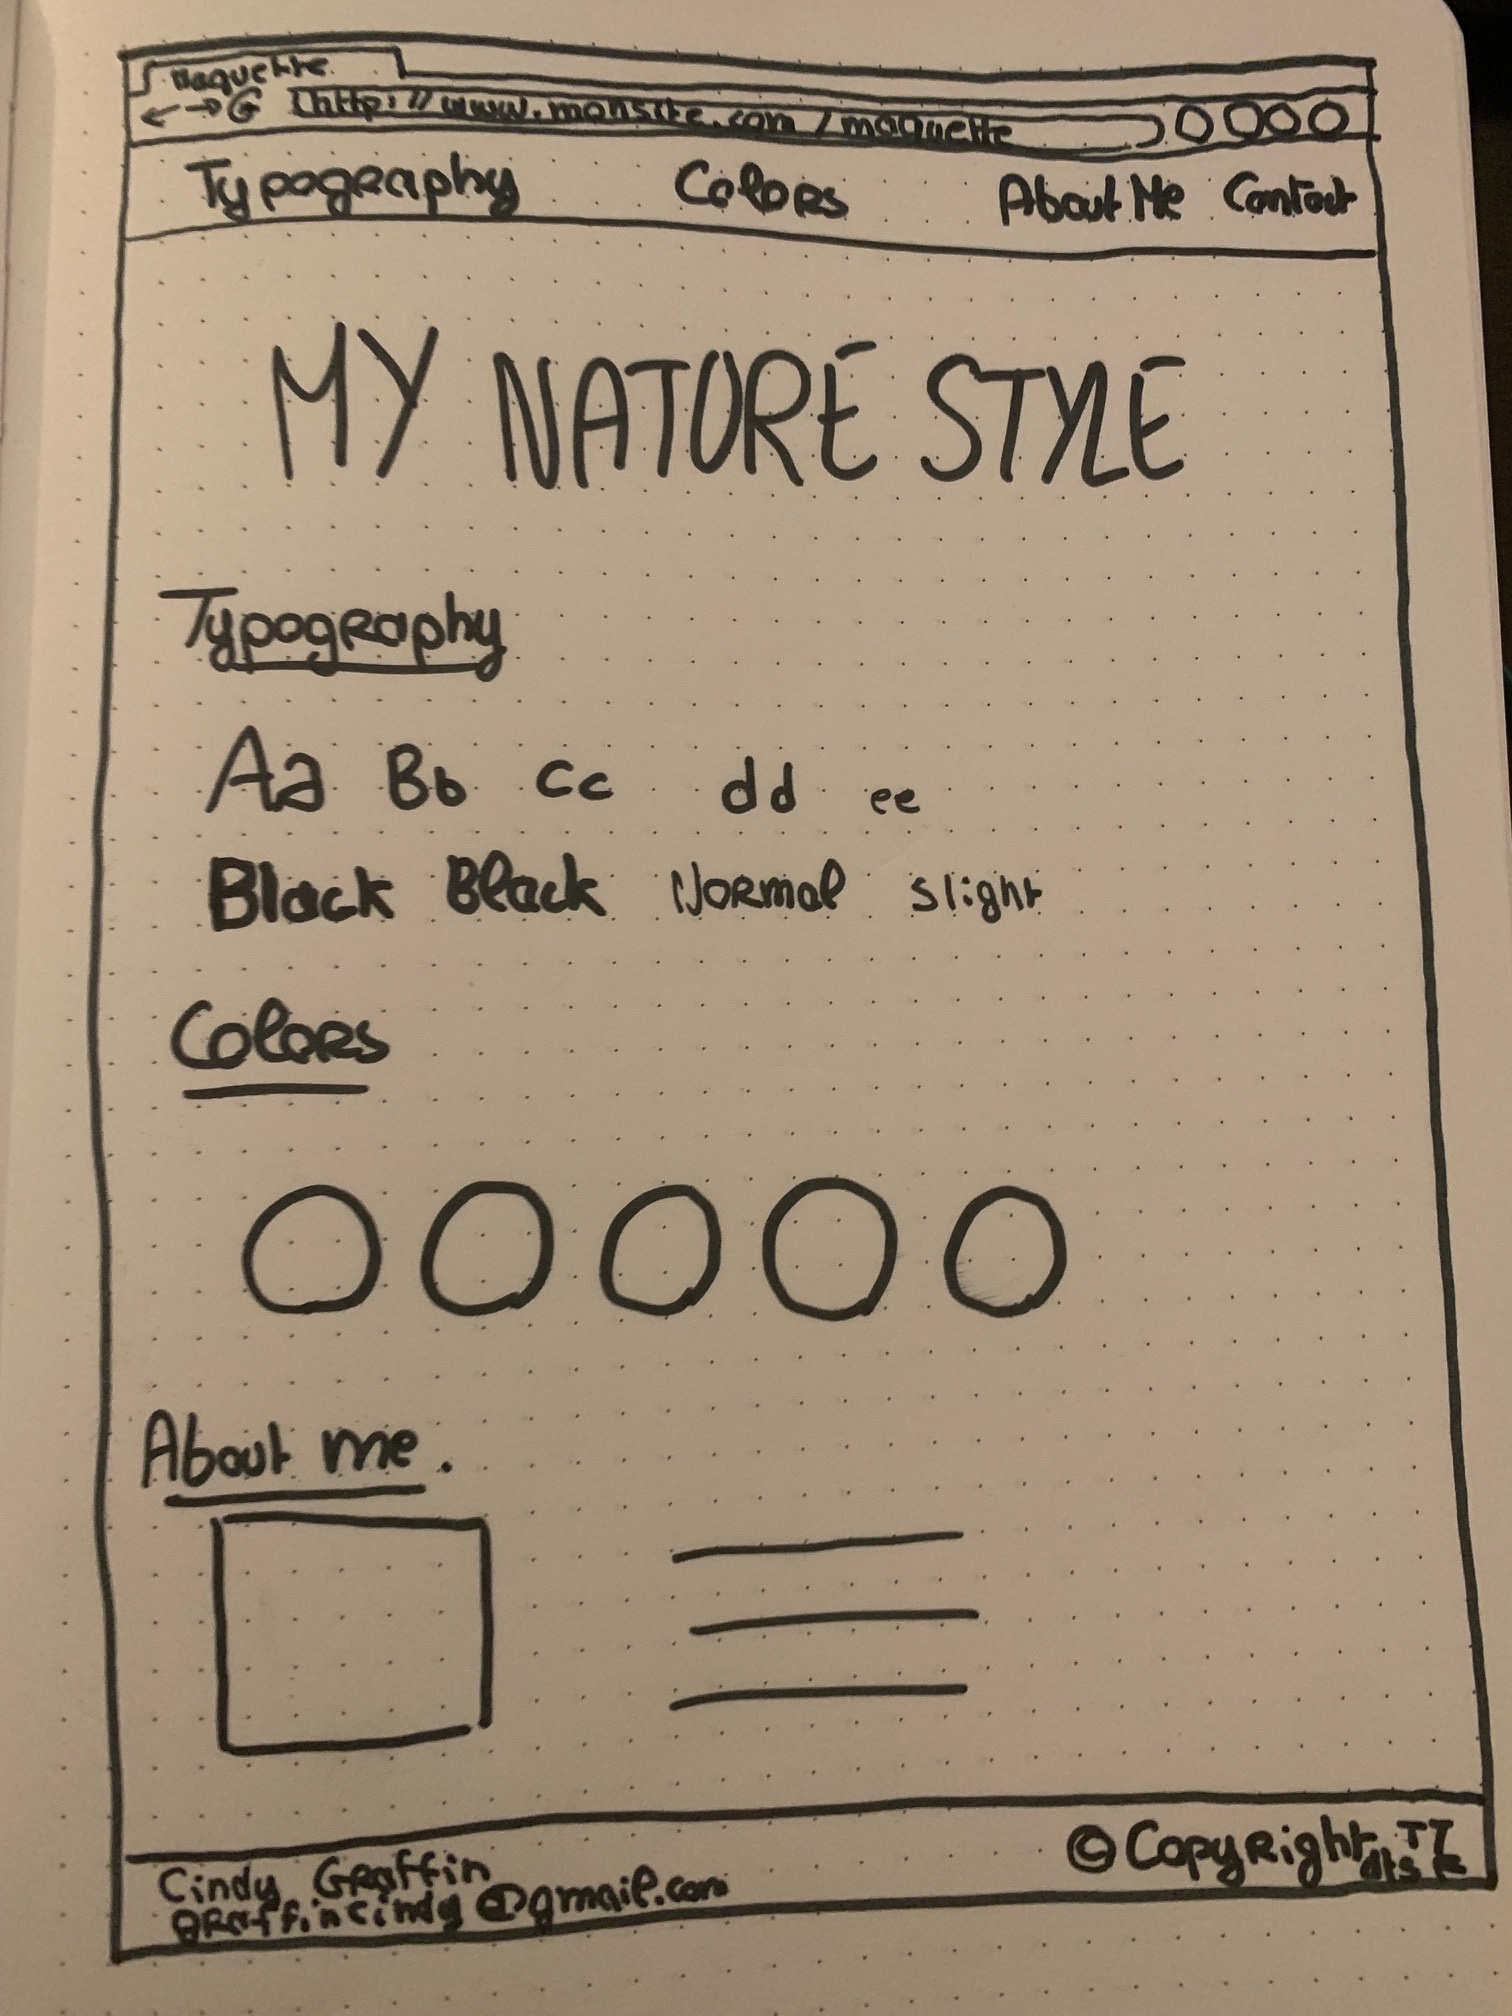 Maquette
http://www.monsite.com/maquette
Typography Colors About Me Contact
MY NATURE STYLE
Typography
Aa Bb Cc dd ee
Black Black Normal slight
Colors
About me.
Cindy Graffin
graffincindy@gmail.com
© Copyright